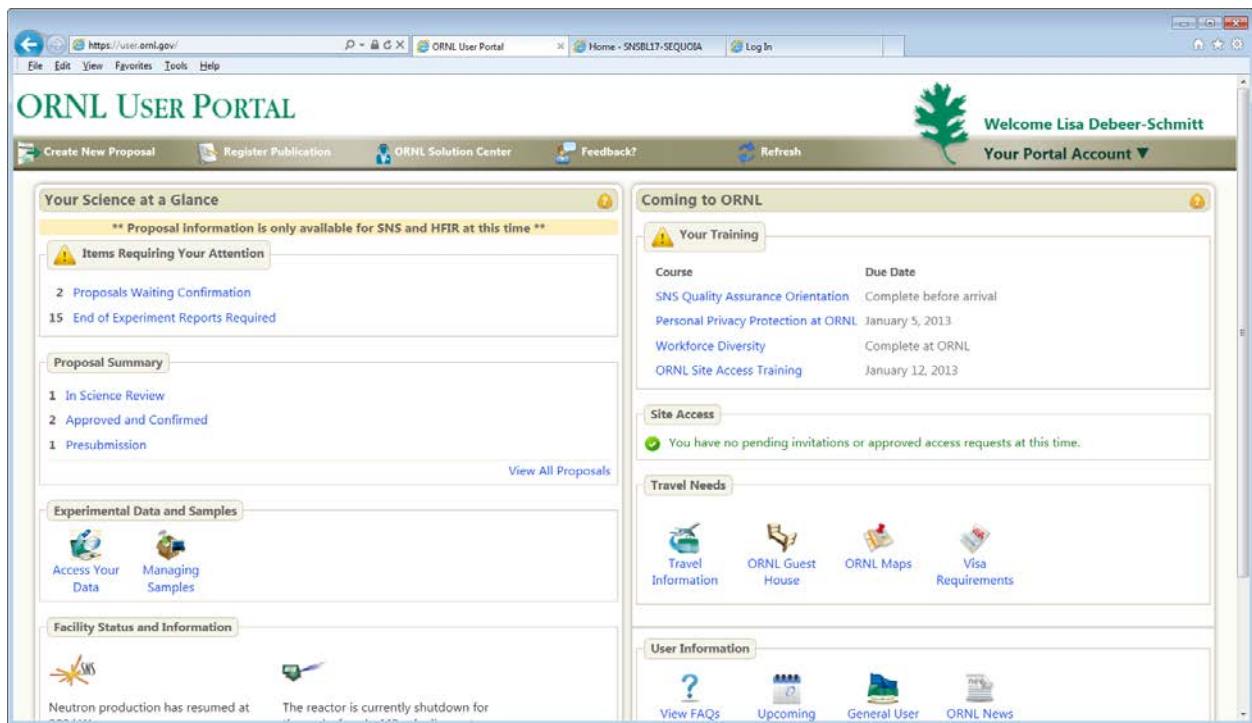 https://user.ornl.gov/
ORNL User Portal
Home - SNSBL17-SEQUOIA
Log In
File Edit View Favorites Tools Help
ORNL USER PORTAL
Welcome Lisa Debeer-Schmitt
Create New Proposal
Register Publication
ORNL Solution Center
Feedback?
Refresh
Your Portal Account ▼
Your Science at a Glance
** Proposal information is only available for SNS and HFIR at this time **
Items Requiring Your Attention
2 Proposals Waiting Confirmation
15 End of Experiment Reports Required
Proposal Summary
1 In Science Review
2 Approved and Confirmed
1 Presubmission
View All Proposals
Experimental Data and Samples
Access Your
Data
Managing
Samples
Facility Status and Information
SNS
Neutron production has resumed at
The reactor is currently shutdown for
Coming to ORNL
Your Training
Course Due Date
SNS Quality Assurance Orientation Complete before arrival
Personal Privacy Protection at ORNL January 5, 2013
Workforce Diversity Complete at ORNL
ORNL Site Access Training January 12, 2013
Site Access
You have no pending invitations or approved access requests at this time.
Travel Needs
Travel
Information
ORNL Guest
House
ORNL Maps
Visa
Requirements
User Information
View FAQs
Upcoming
General User
ORNL News